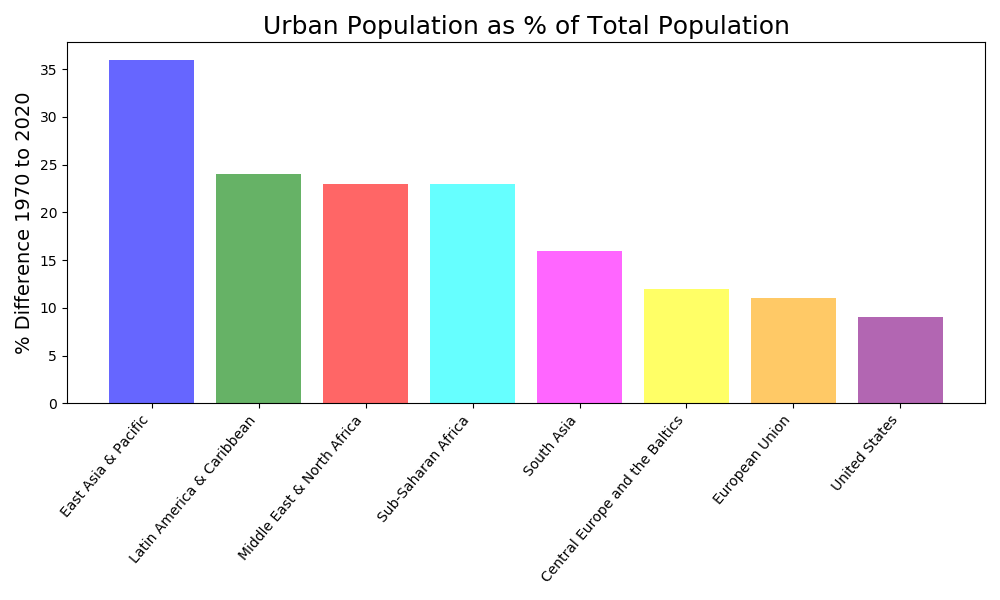 Urban Population as % of Total Population
% Difference 1970 to 2020
35
30
25
20
15
10
5
0
East Asia & Pacific
Latin America & Caribbean
Middle East & North Africa
Sub-Saharan Africa
South Asia
Central Europe and the Baltics
European Union
United States